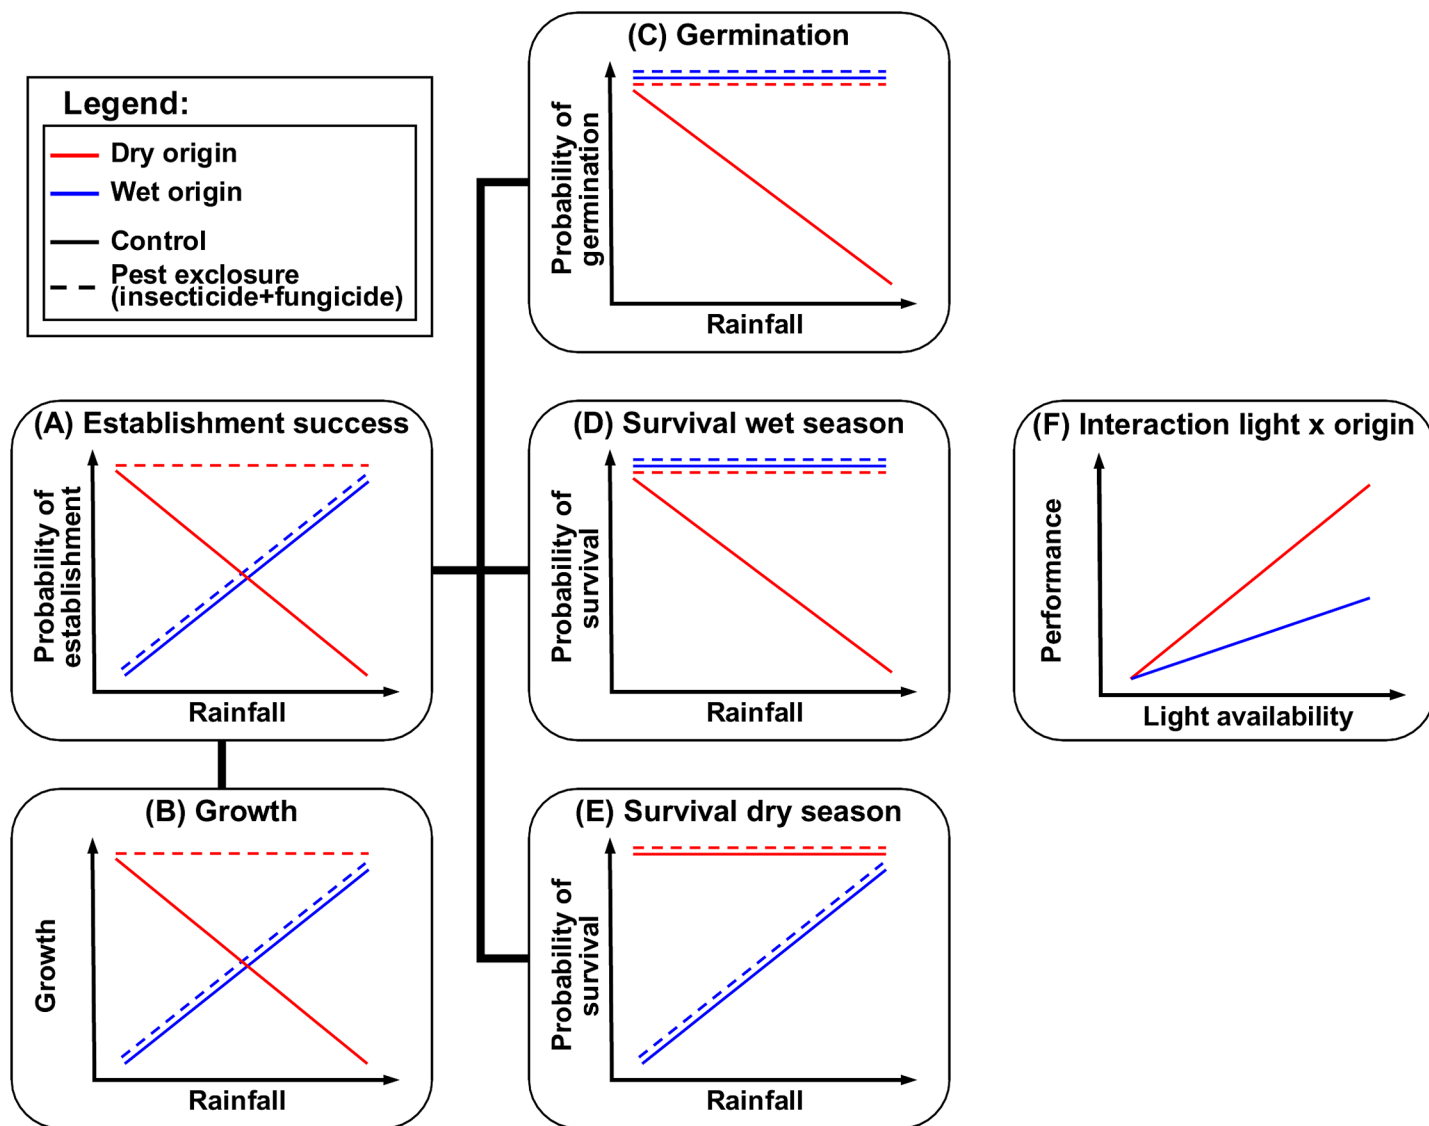 Legend:
Dry origin
Wet origin
Control
Pest exclosure
(insecticide+fungicide)
(C) Germination
Probability of
germination
Rainfall
(A) Establishment success
Probability of
establishment
Rainfall
(D) Survival wet season
Probability of
survival
Rainfall
(F) Interaction light x origin
Performance
Light availability
(B) Growth
Growth
Rainfall
(E) Survival dry season
Probability of
survival
Rainfall